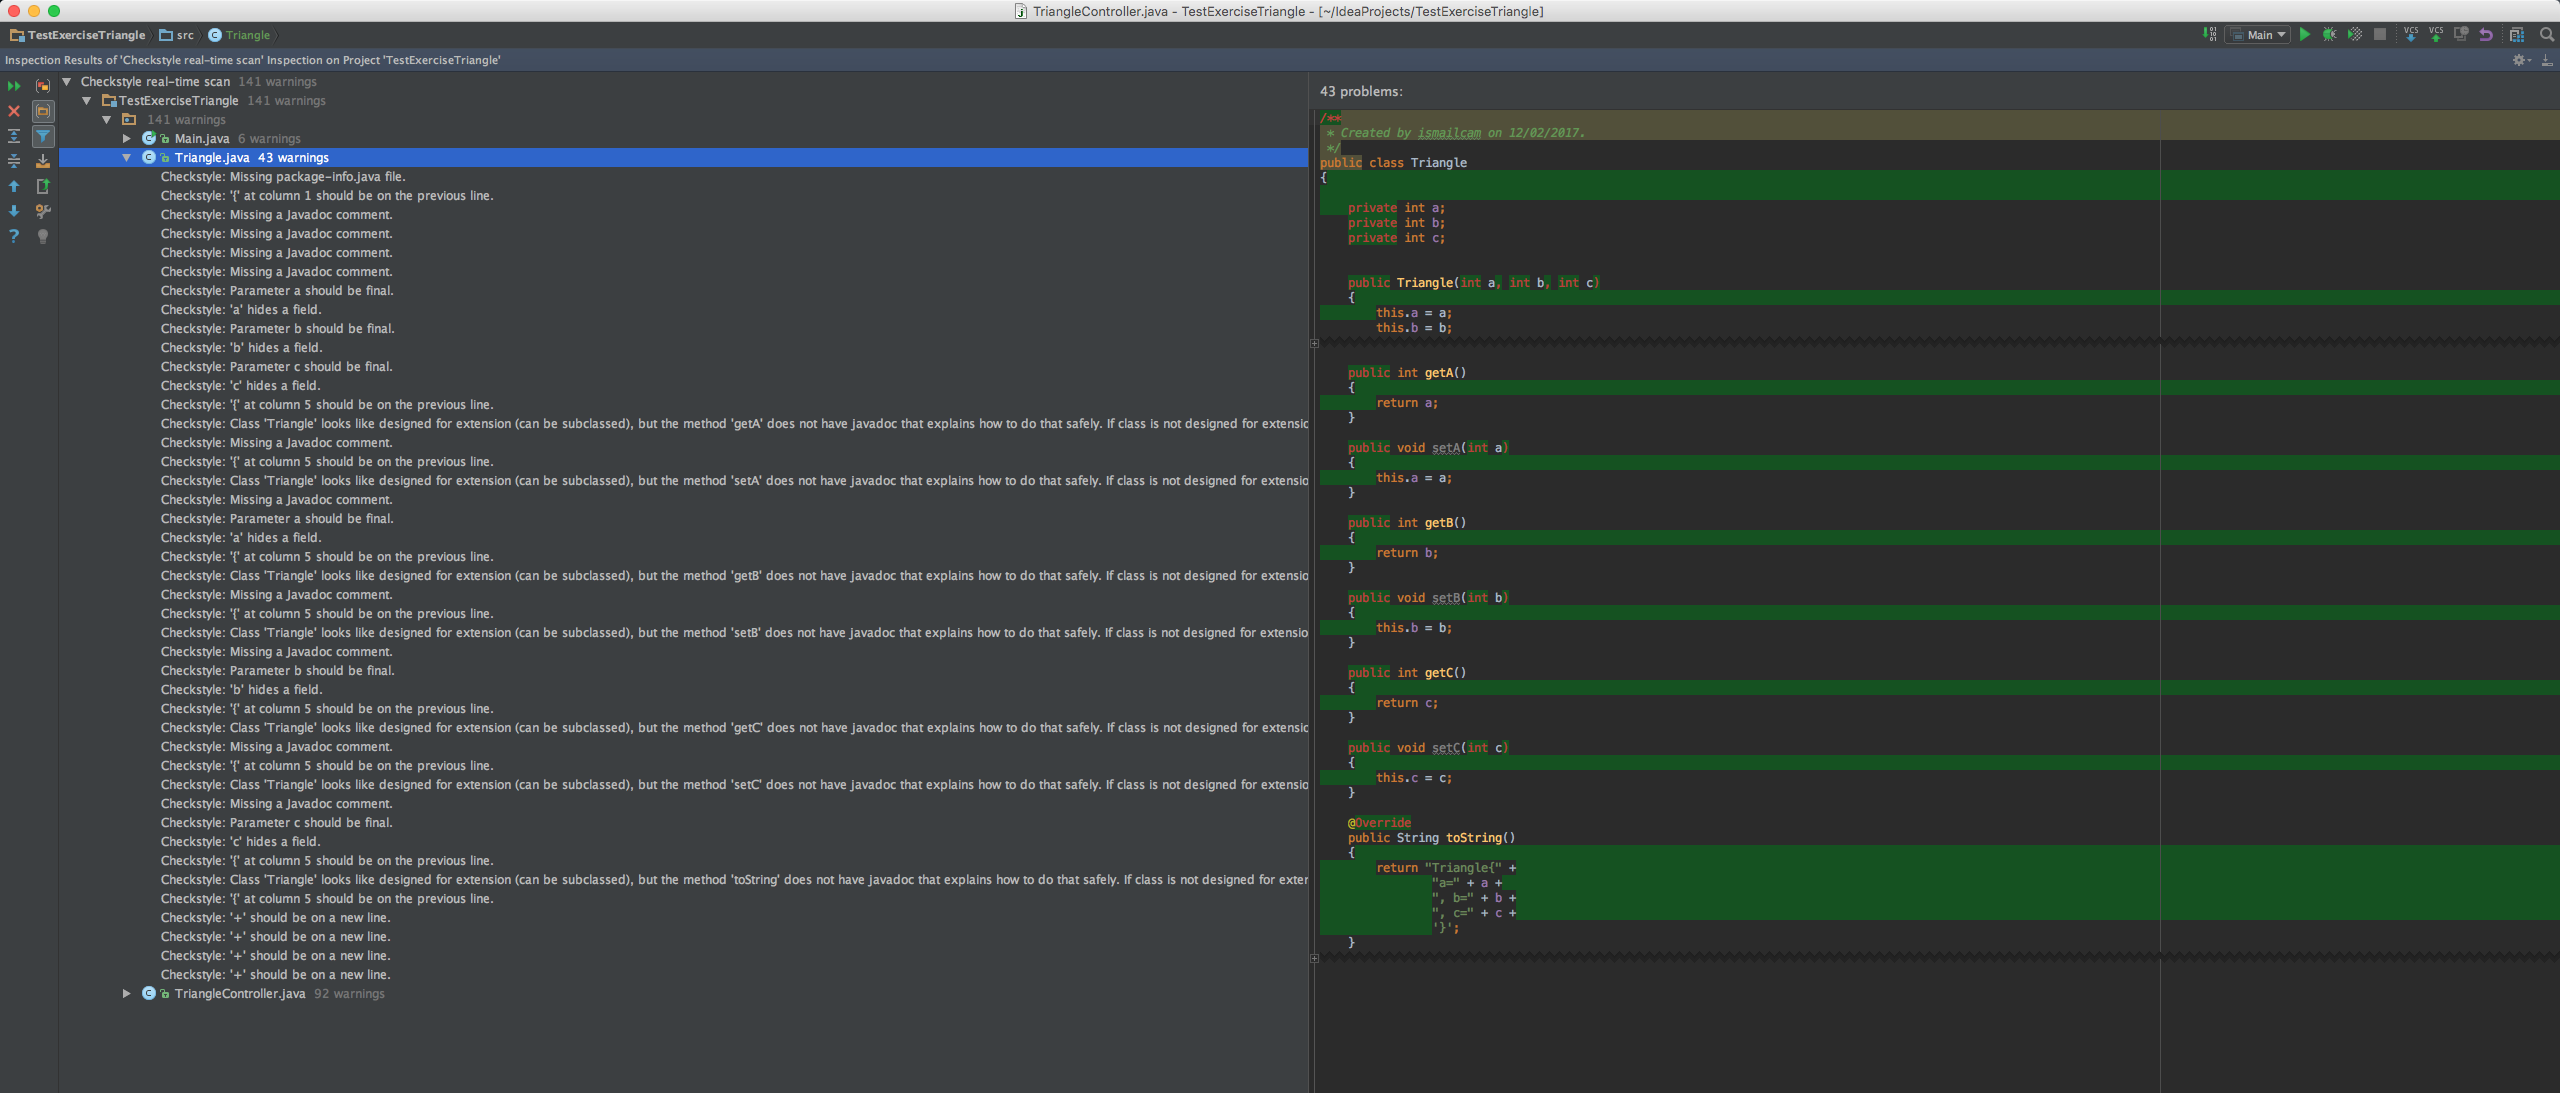 TriangleController.java - TestExerciseTriangle - [~/IdeaProjects/TestExerciseTriangle]
TestExerciseTriangle src Triangle
Main
VCS VCS
Inspection Results of 'Checkstyle real-time scan' Inspection on Project 'TestExerciseTriangle'
Checkstyle real-time scan 141 warnings
TestExerciseTriangle 141 warnings
141 warnings
Main.java 6 warnings
Triangle.java 43 warnings
Checkstyle: Missing package-info.java file.
Checkstyle: '{' at column 1 should be on the previous line.
Checkstyle: Missing a Javadoc comment.
Checkstyle: Missing a Javadoc comment.
Checkstyle: Missing a Javadoc comment.
Checkstyle: Missing a Javadoc comment.
Checkstyle: Parameter a should be final.
Checkstyle: 'a' hides a field.
Checkstyle: Parameter b should be final.
Checkstyle: 'b' hides a field.
Checkstyle: Parameter c should be final.
Checkstyle: 'c' hides a field.
Checkstyle: '{' at column 5 should be on the previous line.
Checkstyle: Class 'Triangle' looks like designed for extension (can be subclassed), but the method 'getA' does not have javadoc that explains how to do that safely. If class is not designed for extensio
Checkstyle: Missing a Javadoc comment.
Checkstyle: '{' at column 5 should be on the previous line.
Checkstyle: Class 'Triangle' looks like designed for extension (can be subclassed), but the method 'setA' does not have javadoc that explains how to do that safely. If class is not designed for extensio
Checkstyle: Missing a Javadoc comment.
Checkstyle: Parameter a should be final.
Checkstyle: 'a' hides a field.
Checkstyle: '{' at column 5 should be on the previous line.
Checkstyle: Class 'Triangle' looks like designed for extension (can be subclassed), but the method 'getB' does not have javadoc that explains how to do that safely. If class is not designed for extensio
Checkstyle: Missing a Javadoc comment.
Checkstyle: '{' at column 5 should be on the previous line.
Checkstyle: Class 'Triangle' looks like designed for extension (can be subclassed), but the method 'setB' does not have javadoc that explains how to do that safely. If class is not designed for extensio
Checkstyle: Missing a Javadoc comment.
Checkstyle: Parameter b should be final.
Checkstyle: 'b' hides a field.
Checkstyle: '{' at column 5 should be on the previous line.
Checkstyle: Class 'Triangle' looks like designed for extension (can be subclassed), but the method 'getC' does not have javadoc that explains how to do that safely. If class is not designed for extensio
Checkstyle: Missing a Javadoc comment.
Checkstyle: '{' at column 5 should be on the previous line.
Checkstyle: Class 'Triangle' looks like designed for extension (can be subclassed), but the method 'setC' does not have javadoc that explains how to do that safely. If class is not designed for extensio
Checkstyle: Missing a Javadoc comment.
Checkstyle: Parameter c should be final.
Checkstyle: 'c' hides a field.
Checkstyle: '{' at column 5 should be on the previous line.
Checkstyle: Class 'Triangle' looks like designed for extension (can be subclassed), but the method 'toString' does not have javadoc that explains how to do that safely. If class is not designed for exter
Checkstyle: '{' at column 5 should be on the previous line.
Checkstyle: '+' should be on a new line.
Checkstyle: '+' should be on a new line.
Checkstyle: '+' should be on a new line.
Checkstyle: '+' should be on a new line.
TriangleController.java 92 warnings
43 problems:
/**
* Created by ismailcam on 12/02/2017.
*/
public class Triangle
{
private int a;
private int b;
private int c;
public Triangle(int a, int b, int c)
{
this.a = a;
this.b = b;
public int getA()
{
return a;
}
public void setA(int a)
{
this.a = a;
}
public int getB()
{
return b;
}
public void setB(int b)
{
this.b = b;
}
public int getC()
{
return c;
}
public void setC(int c)
{
this.c = c;
}
@Override
public String toString()
{
return "Triangle{" +
"a=" + a +
", b=" + b +
", c=" + c +
'}';
}